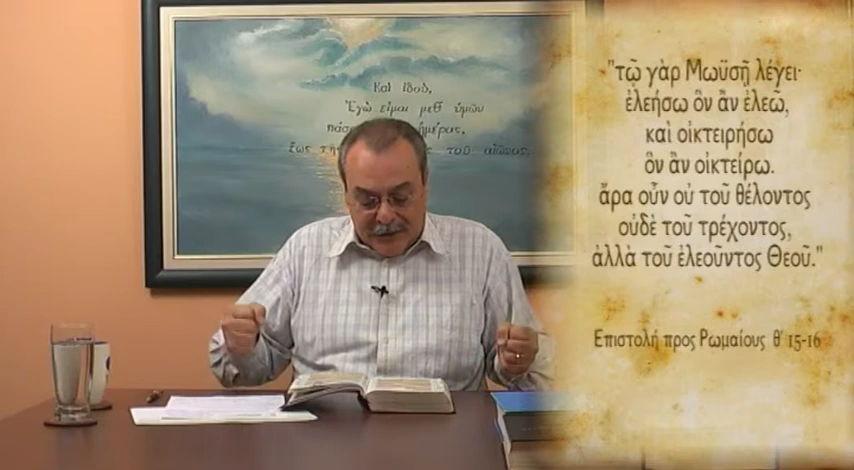 Καὶ ἰδοὺ,
Ἐγὼ εἶμαι μεθ' ὑμῶν
ἡμέρας,
ἕως τοῦ αἰῶνος.
"τῷ γὰρ Μωϋσῇ λέγει·
ἐλεήσω ὃν ἂν ἐλεῶ,
καὶ οἰκτειρήσω
ὃν ἂν οἰκτείρω.
ἄρα οὖν οὐ τοῦ θέλοντος
οὐδὲ τοῦ τρέχοντος,
ἀλλὰ τοῦ ἐλεοῦντος Θεοῦ."
Επιστολή προς Ρωμαίους θ΄ 15-16